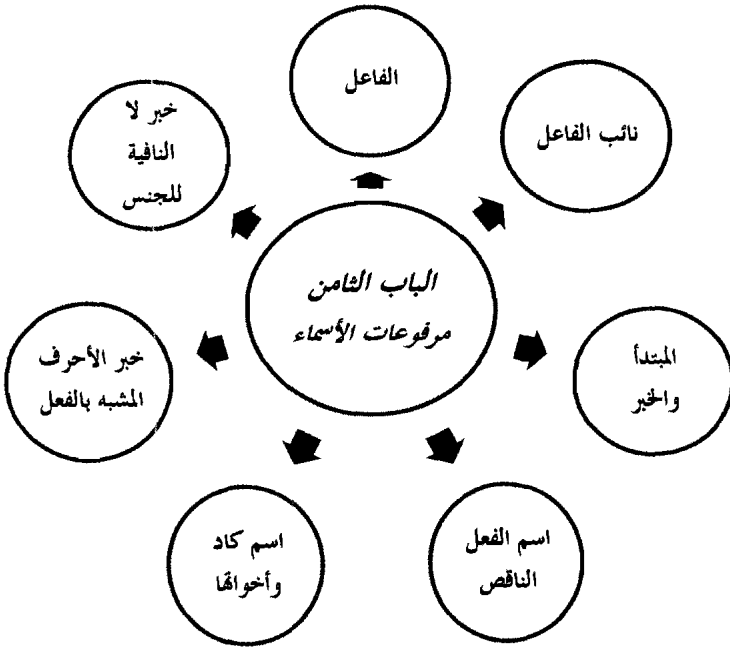 الباب الثامن
مرفوعات الأسماء
الفاعل
نائب الفاعل
المبتدأ
والخبر
اسم الفعل
الناقص
اسم كاد
وأخواتها
خبر الأحرف
المشبه بالفعل
خبر لا
النافية
للجنس